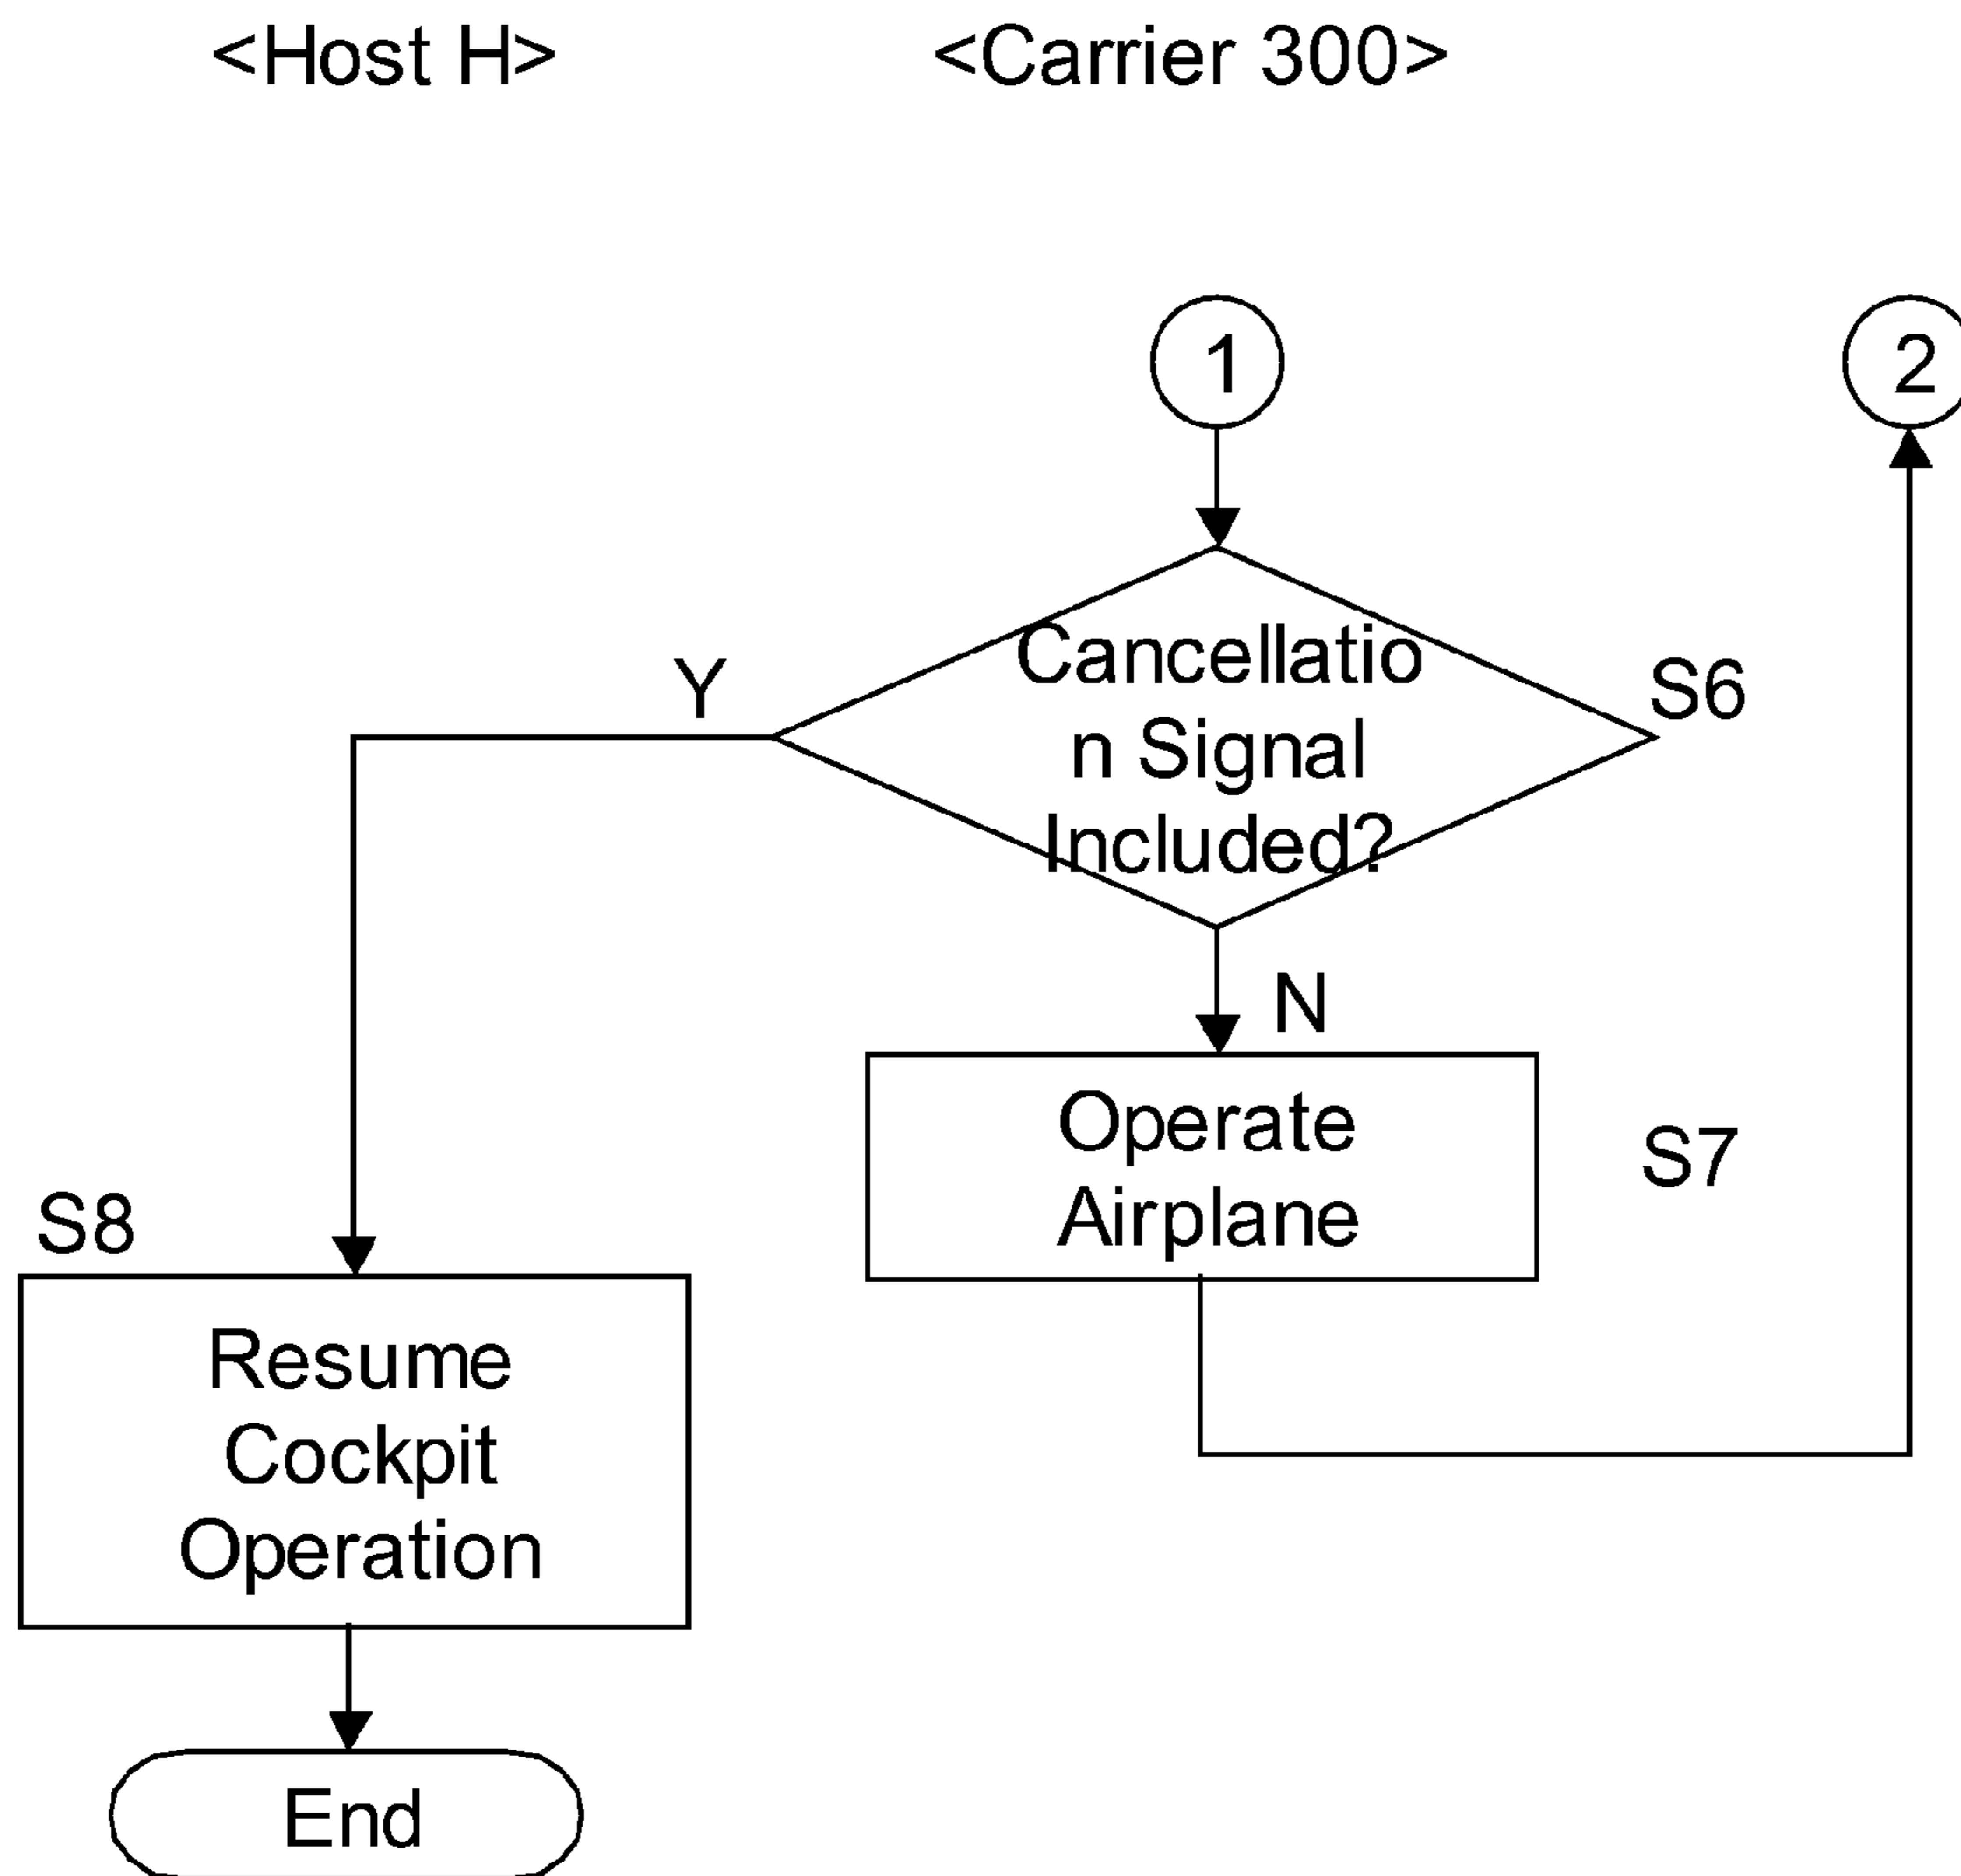 <Host H>
<Carrier 300>
1
2
Cancellatio
n Signal
Included?
Y
S6
N
Operate
Airplane
S7
S8
Resume
Cockpit
Operation
End